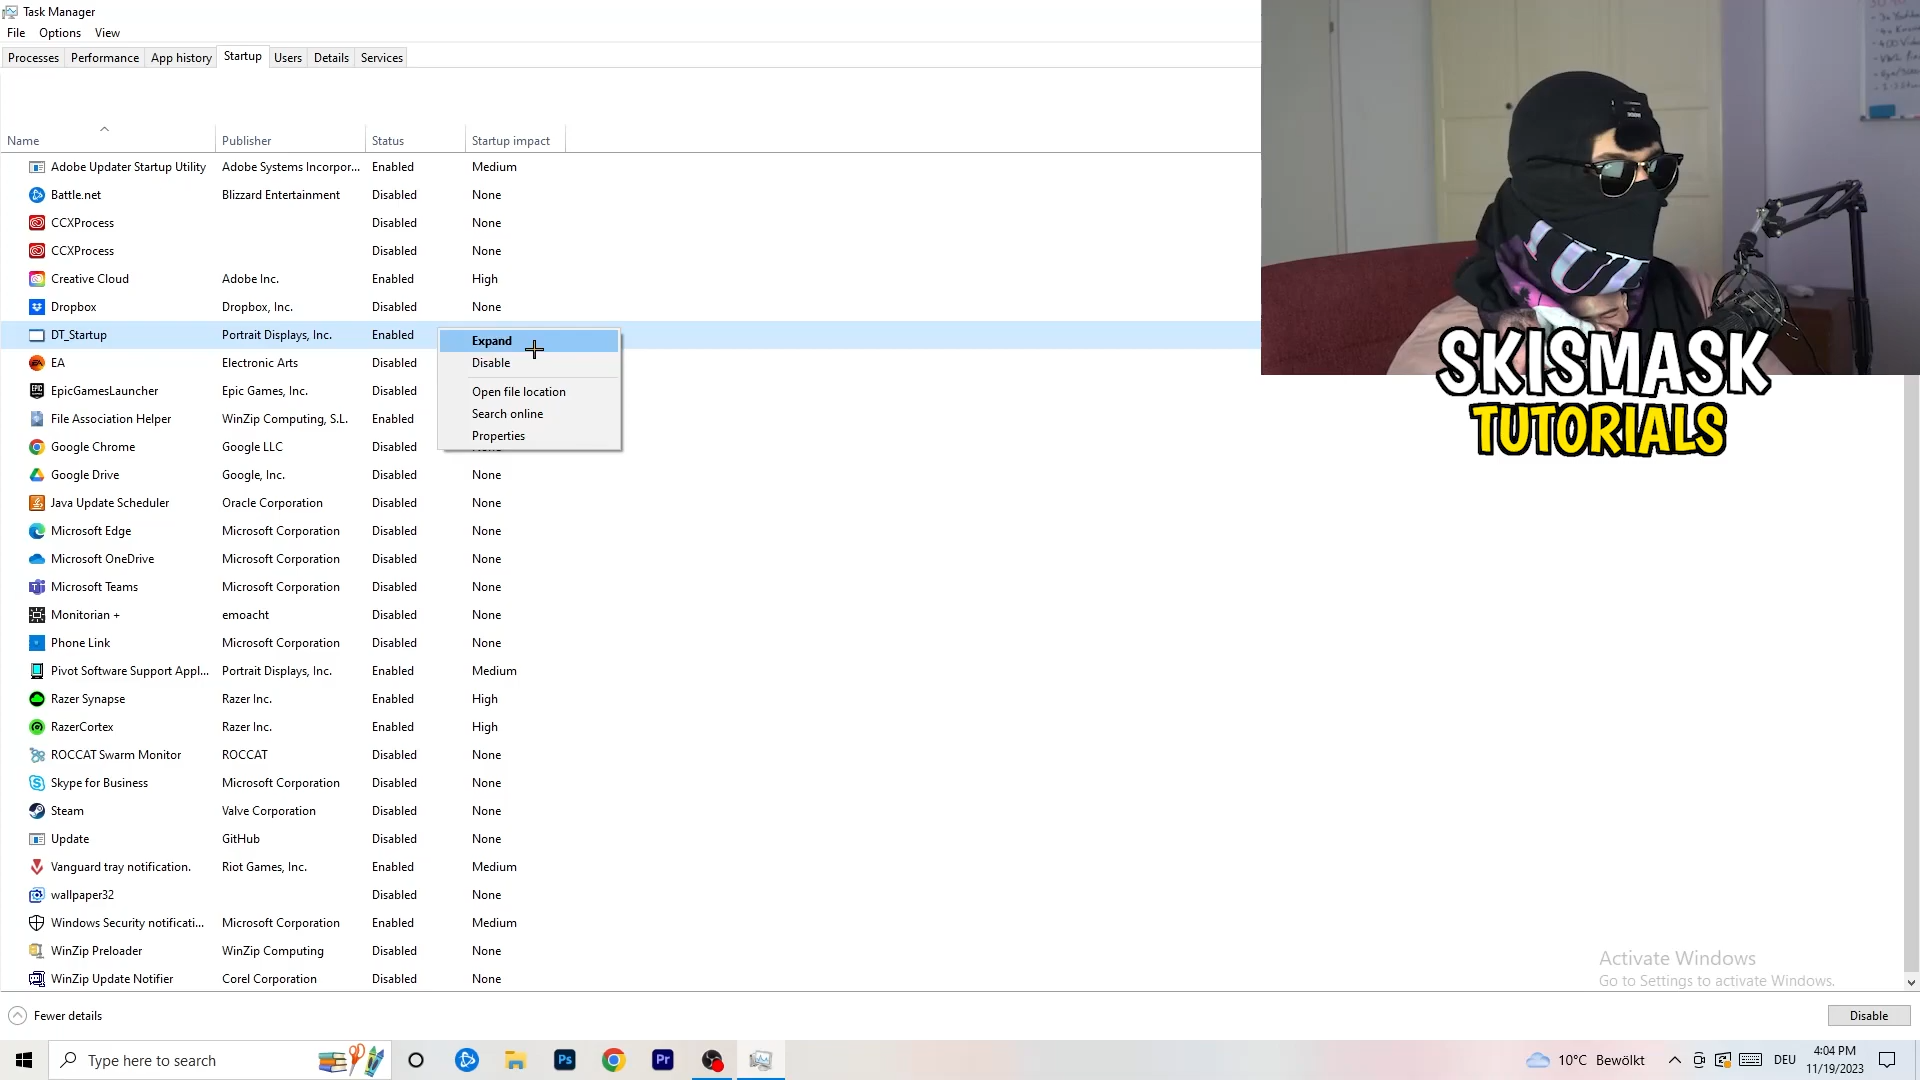 Task Manager
File Options View
Processes Performance App history Startup Users Details Services
Name Publisher Status Startup impact
Adobe Updater Startup Utility Adobe Systems Incorpor... Enabled Medium
Battle.net Blizzard Entertainment Disabled None
CCXProcess Disabled None
CCXProcess Disabled None
Creative Cloud Adobe Inc. Enabled High
Dropbox Dropbox, Inc. Disabled None
DT_Startup Portrait Displays, Inc. Enabled
EA Electronic Arts Disabled
EpicGamesLauncher Epic Games, Inc. Disabled
File Association Helper WinZip Computing, S.L. Enabled
Google Chrome Google LLC Disabled
Google Drive Google, Inc. Disabled None
Java Update Scheduler Oracle Corporation Disabled None
Microsoft Edge Microsoft Corporation Disabled None
Microsoft OneDrive Microsoft Corporation Disabled None
Microsoft Teams Microsoft Corporation Disabled None
Monitorian + emoacht Disabled None
Phone Link Microsoft Corporation Disabled None
Pivot Software Support Appl... Portrait Displays, Inc. Enabled Medium
Razer Synapse Razer Inc. Enabled High
RazerCortex Razer Inc. Enabled High
ROCCAT Swarm Monitor ROCCAT Disabled None
Skype for Business Microsoft Corporation Disabled None
Steam Valve Corporation Disabled None
Update GitHub Disabled None
Vanguard tray notification. Riot Games, Inc. Enabled Medium
wallpaper32 Disabled None
Windows Security notificati... Microsoft Corporation Enabled Medium
WinZip Preloader WinZip Computing Disabled None
WinZip Update Notifier Corel Corporation Disabled None
Expand
Disable
Open file location
Search online
Properties
SKISMASK
TUTORIALS
Activate Windows
Go to Settings to activate Windows.
Fewer details
Disable
Type here to search
Ps
Pr
10°C Bewölkt
DEU
4:04 PM
11/19/2023